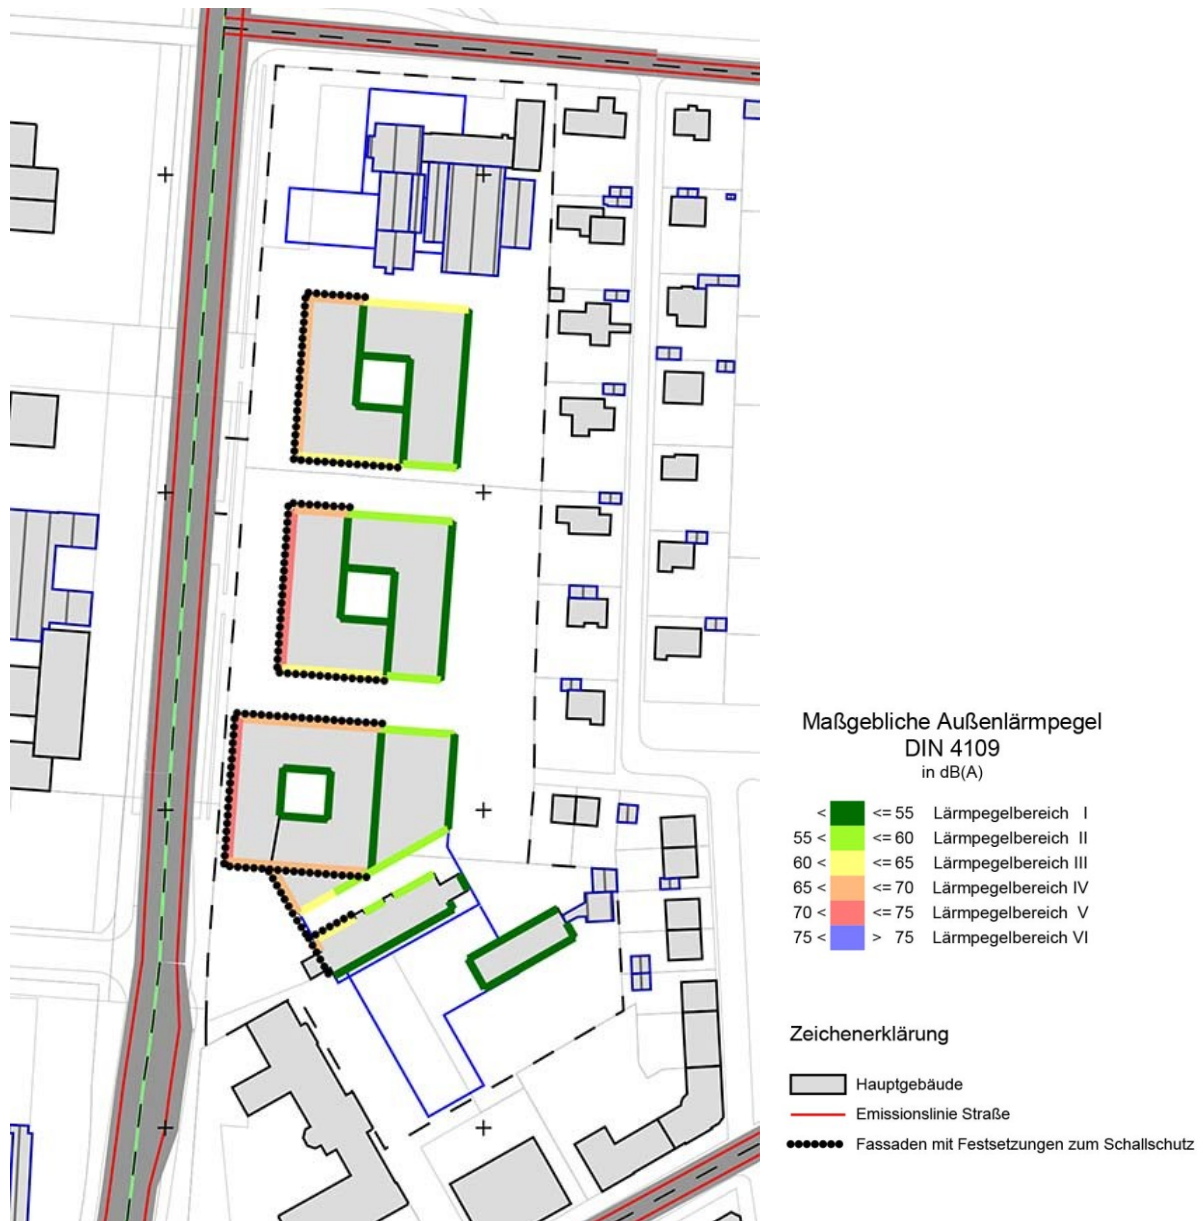 Maßgebliche Außenlärmpegel
DIN 4109
in dB(A)
< <= 55 Lärmpegelbereich I
55 < <= 60 Lärmpegelbereich II
60 < <= 65 Lärmpegelbereich III
65 < <= 70 Lärmpegelbereich IV
70 < <= 75 Lärmpegelbereich V
75 < > 75 Lärmpegelbereich VI
Zeichenerklärung
Hauptgebäude
Emissionslinie Straße
Fassaden mit Festsetzungen zum Schallschutz